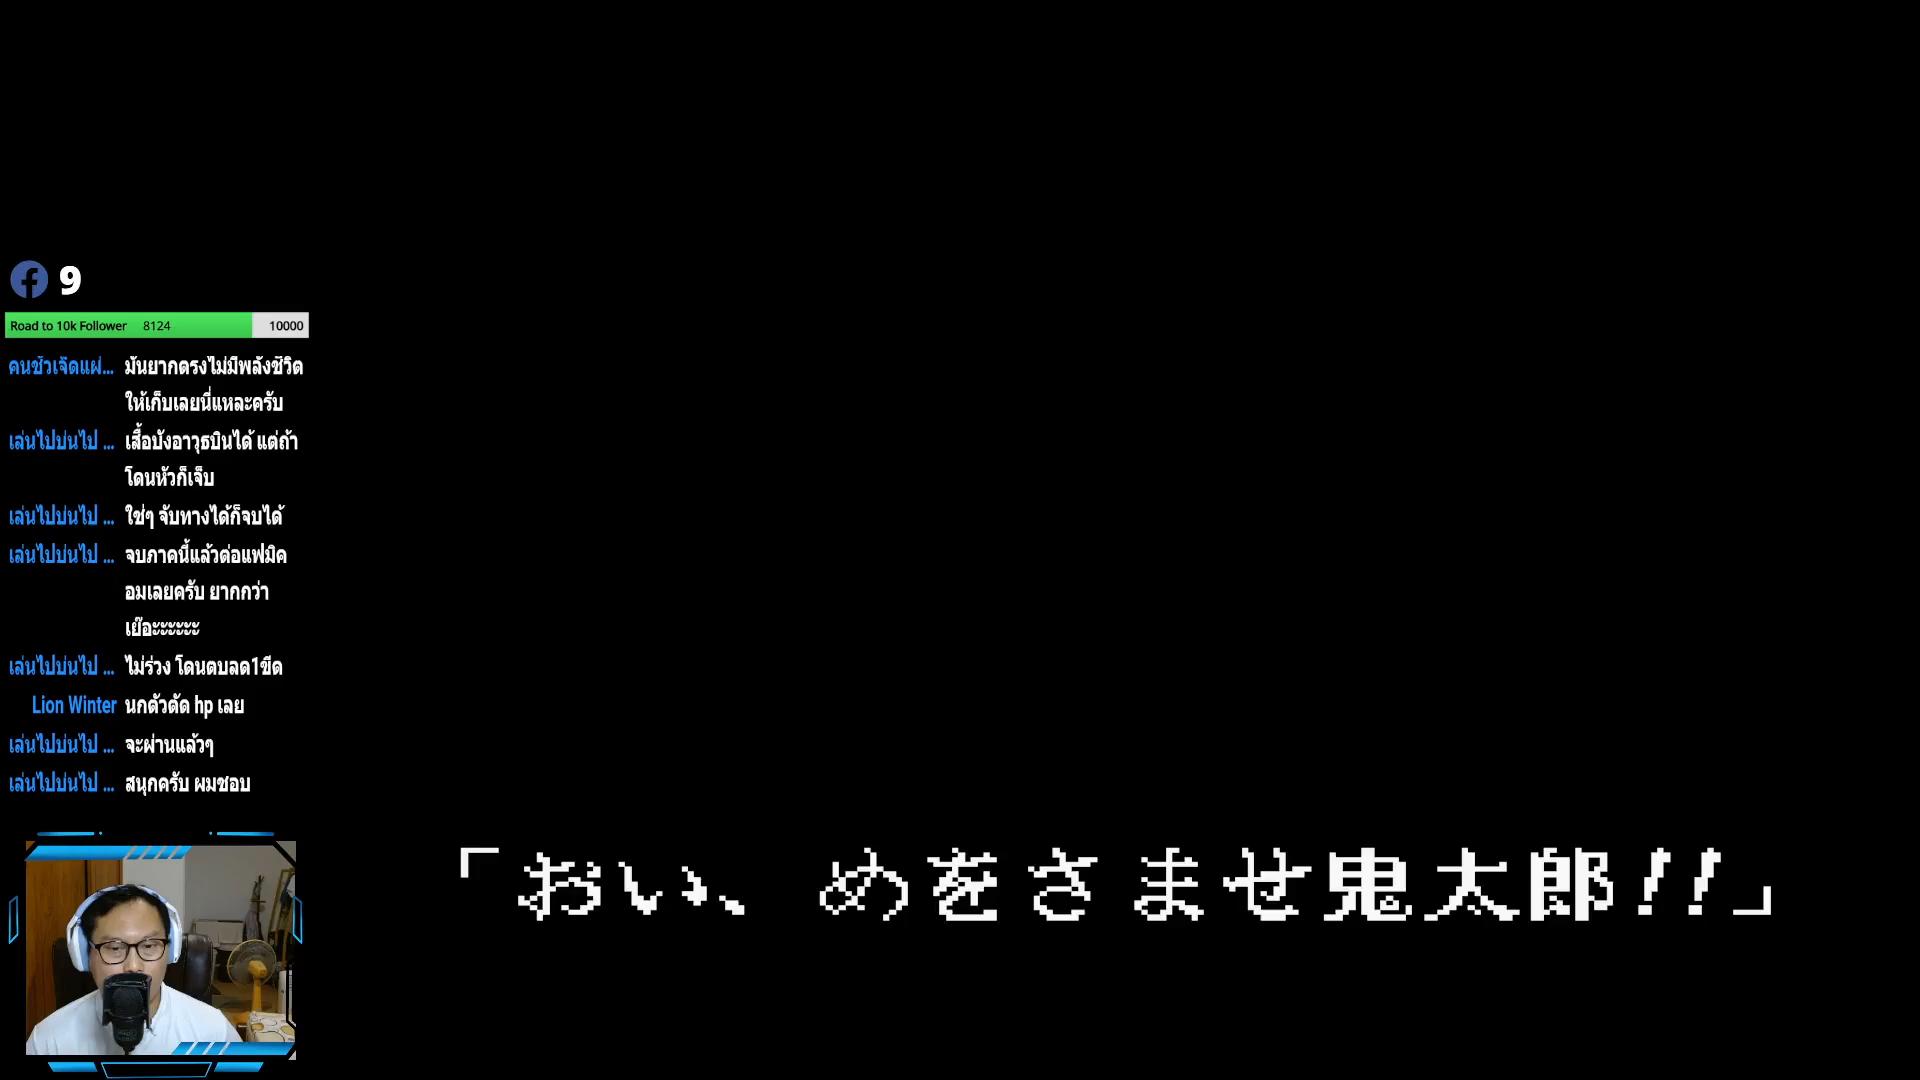 9
Road to 10k Follower 8124 10000
คนชั่วเจ็ดแผ่... มันยากตรงไม่มีพลังชีวิต
ให้เก็บเลยนี่แหละครับ
เล่นไปบ่นไป ... เสื้อบังอาวุธบินได้ แต่ถ้า
โดนหัวก็เจ็บ
เล่นไปบ่นไป ... ใช่ๆ จับทางได้ก็จบได้
เล่นไปบ่นไป ... จบภาคนี้แล้วต่อแฟมิค
อมเลยครับ ยากกว่า
เย๊อะะะะะะ
เล่นไปบ่นไป ... ไม่ร่วง โดนตบลด1ขีด
Lion Winter นกตัวตัด hp เลย
เล่นไปบ่นไป ... จะผ่านแล้วๆ
เล่นไปบ่นไป ... สนุกครับ ผมชอบ
「おい、 めをさませ鬼太郎!!」